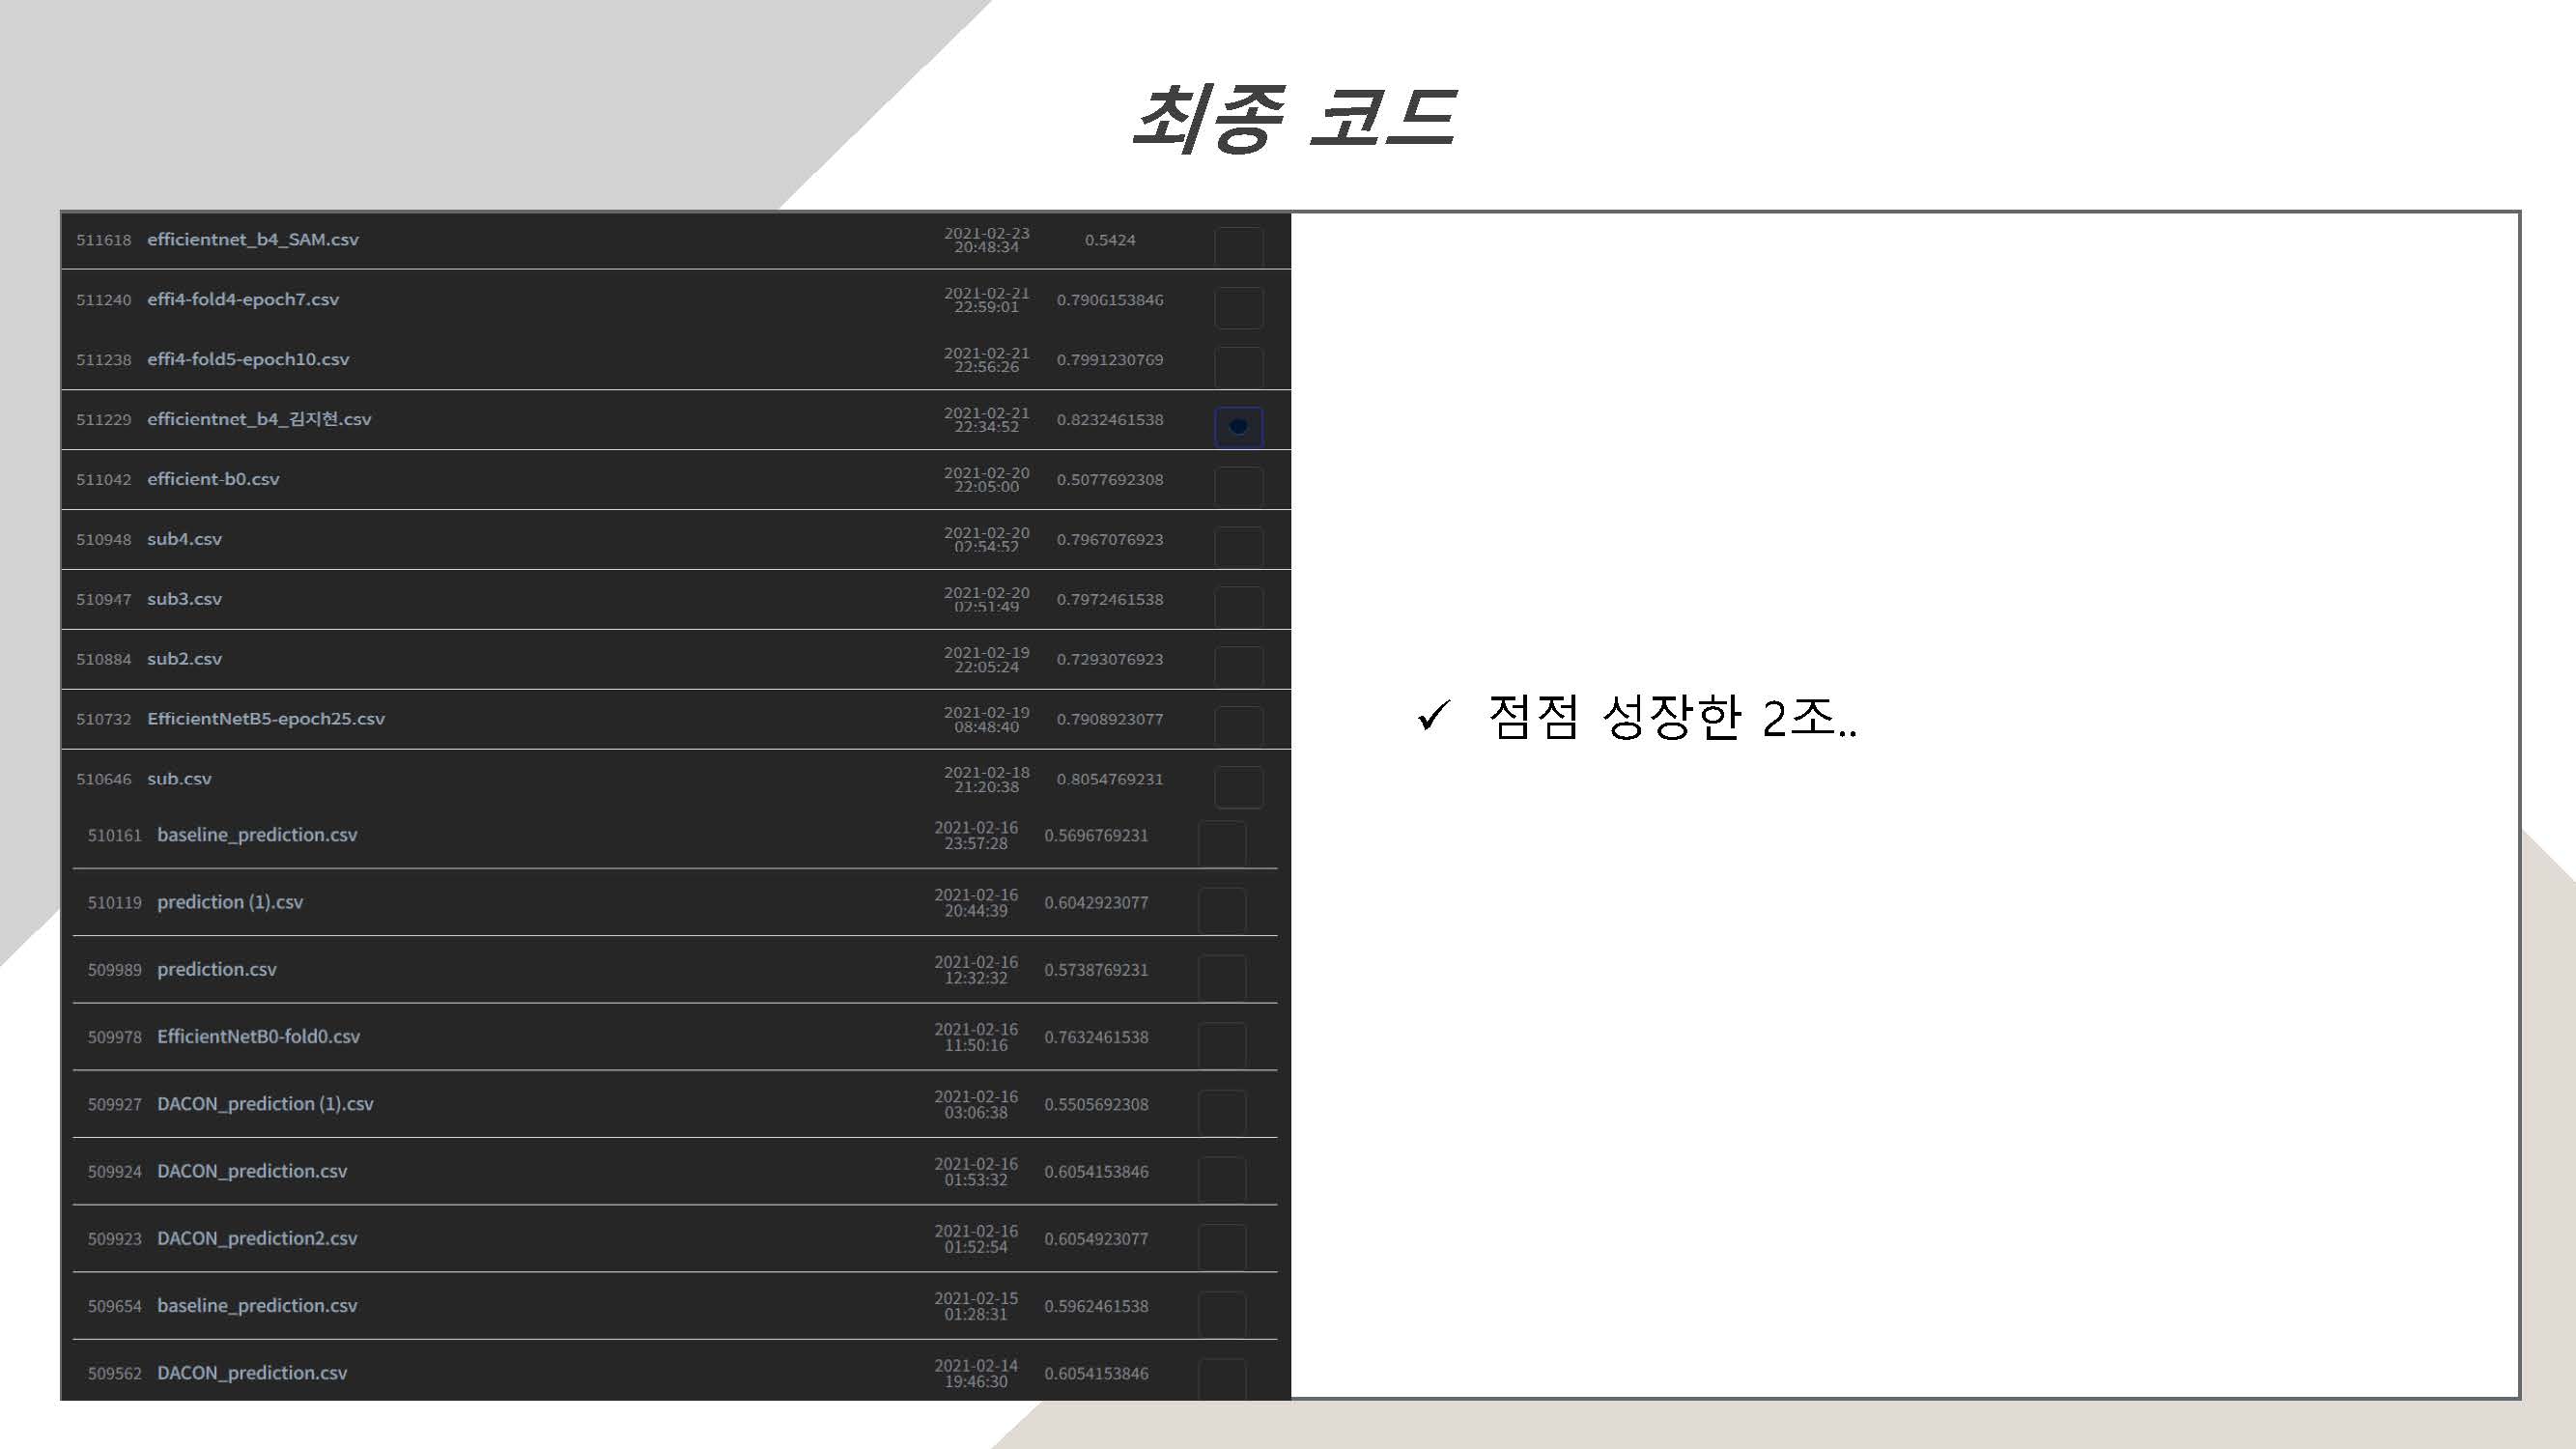 최종 코드
511618 efficientnet_b4_SAM.csv 2021-02-23 20:48:34 0.5424
511240 effi4-fold4-epoch7.csv 2021-02-21 22:59:01 0.7906153846
511238 effi4-fold5-epoch10.csv 2021-02-21 22:56:26 0.7991230769
511229 efficientnet_b4_김지현.csv 2021-02-21 22:34:52 0.8232461538
511042 efficient-b0.csv 2021-02-20 22:05:00 0.5077692308
510948 sub4.csv 2021-02-20 02:54:52 0.7967076923
510947 sub3.csv 2021-02-20 02:51:49 0.7972461538
510884 sub2.csv 2021-02-19 22:05:24 0.7293076923
510732 EfficientNetB5-epoch25.csv 2021-02-19 08:48:40 0.7908923077
510646 sub.csv 2021-02-18 21:20:38 0.8054769231
510161 baseline_prediction.csv 2021-02-16 23:57:28 0.5696769231
510119 prediction (1).csv 2021-02-16 20:44:39 0.6042923077
509989 prediction.csv 2021-02-16 12:32:32 0.5738769231
509978 EfficientNetB0-fold0.csv 2021-02-16 11:50:16 0.7632461538
509927 DACON_prediction (1).csv 2021-02-16 03:06:38 0.5505692308
509924 DACON_prediction.csv 2021-02-16 01:53:32 0.6054153846
509923 DACON_prediction2.csv 2021-02-16 01:52:54 0.6054923077
509654 baseline_prediction.csv 2021-02-15 01:28:31 0.5962461538
509562 DACON_prediction.csv 2021-02-14 19:46:30 0.6054153846
✓ 점점 성장한 2조..